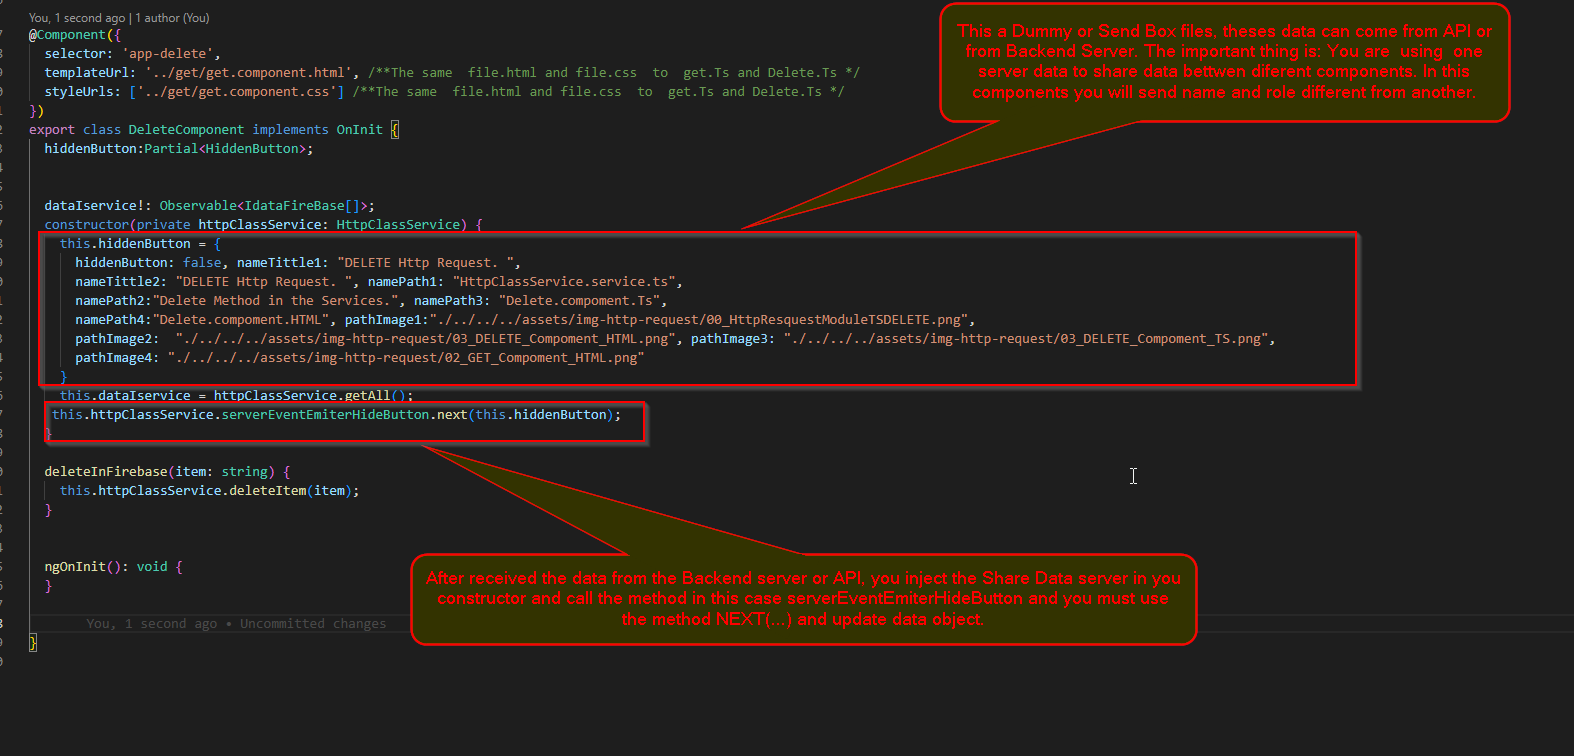 You, 1 second ago | 1 author (You)
@Component({
selector: 'app-delete',
templateUrl: '../get/get.component.html', /**The same  file.html and file.css  to  get.Ts and Delete.Ts */
styleUrls: ['../get/get.component.css'] /**The same  file.html and file.css  to  get.Ts and Delete.Ts */
})
export class DeleteComponent implements OnInit {
hiddenButton:Partial<HiddenButton>;
dataIservice!: Observable<IdataFireBase[]>;
constructor(private httpClassService: HttpClassService) {
this.hiddenButton = {
hiddenButton: false, nameTittle1: "DELETE Http Request. ",
nameTittle2: "DELETE Http Request. ", namePath1: "HttpClassService.service.ts",
namePath2:"Delete Method in the Services.", namePath3: "Delete.compoment.Ts",
namePath4:"Delete.compoment.HTML", pathImage1:"./../../../assets/img-http-request/00_HttpResquestModuleTSDELETE.png",
pathImage2:  "./../../../assets/img-http-request/03_DELETE_Compoment_HTML.png", pathImage3: "./../../../assets/img-http-request/03_DELETE_Compoment_TS.png",
pathImage4: "./../../../assets/img-http-request/02_GET_Compoment_HTML.png"
}
this.dataIservice = httpClassService.getAll();
this.httpClassService.serverEventEmiterHideButton.next(this.hiddenButton);
}
deleteInFirebase(item: string) {
this.httpClassService.deleteItem(item);
}
ngOnInit(): void {
}
You, 1 second ago • Uncommitted changes
}
This a Dummy or Send Box files, theses data can come from API or
from Backend Server. The important thing is: You are  using  one
server data to share data bettwen diferent components. In this
components you will send name and role different from another.
After received the data from the Backend server or API, you inject the Share Data server in you
constructor and call the method in this case serverEventEmiterHideButton and you must use
the method NEXT(...) and update data object.